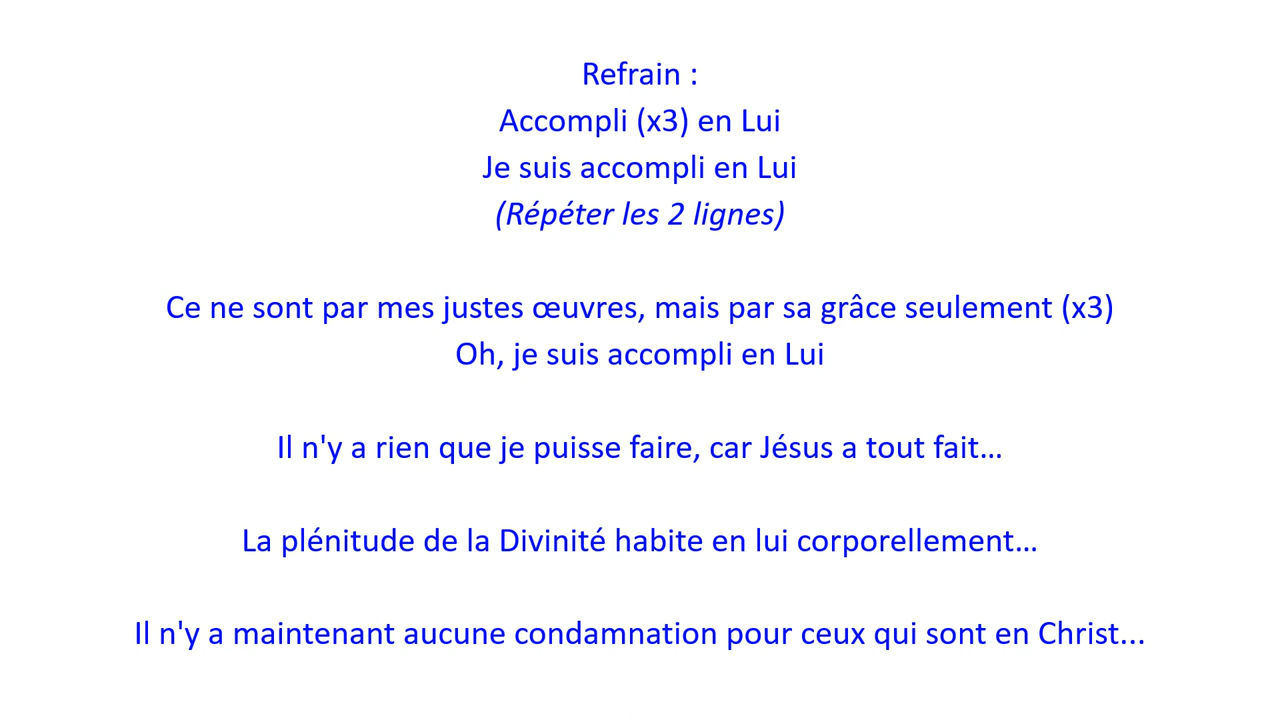 Refrain :
Accompli (x3) en Lui
Je suis accompli en Lui
(Répéter les 2 lignes)
Ce ne sont par mes justes œuvres, mais par sa grâce seulement (x3)
Oh, je suis accompli en Lui
Il n'y a rien que je puisse faire, car Jésus a tout fait…
La plénitude de la Divinité habite en lui corporellement…
Il n'y a maintenant aucune condamnation pour ceux qui sont en Christ...